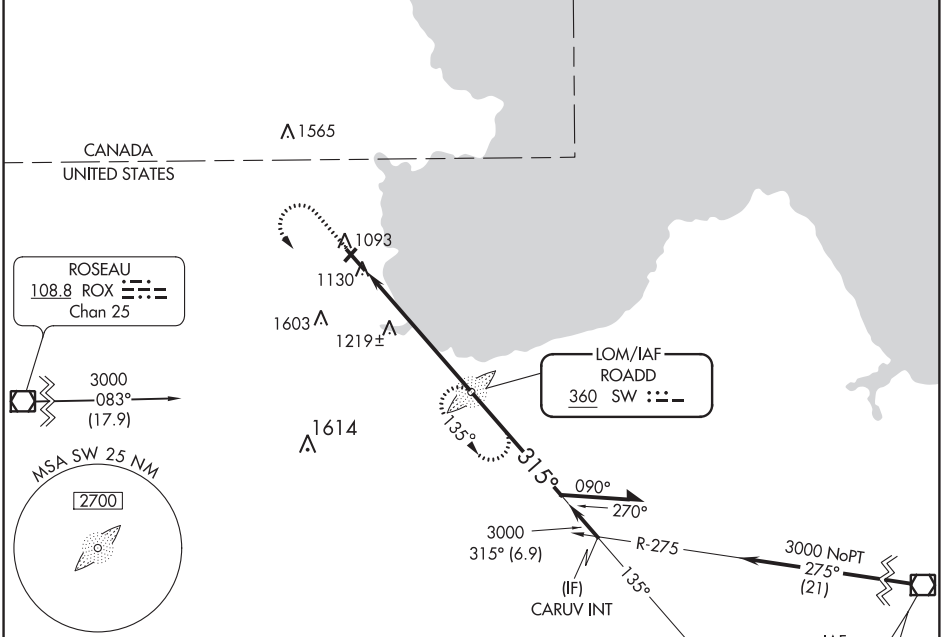 1565
CANADA
UNITED STATES
1093
1130
ROSEAU
108.8 ROX
Chan 25
1603
1219±
LOM/IAF
ROADD
360 SW
3000
083°
(17.9)
1614
135°
MSA SW 25 NM
2700
315°
090°
270°
3000
315° (6.9)
R-275
3000 NoPT
275°
(21)
(IF)
CARUV INT
135°